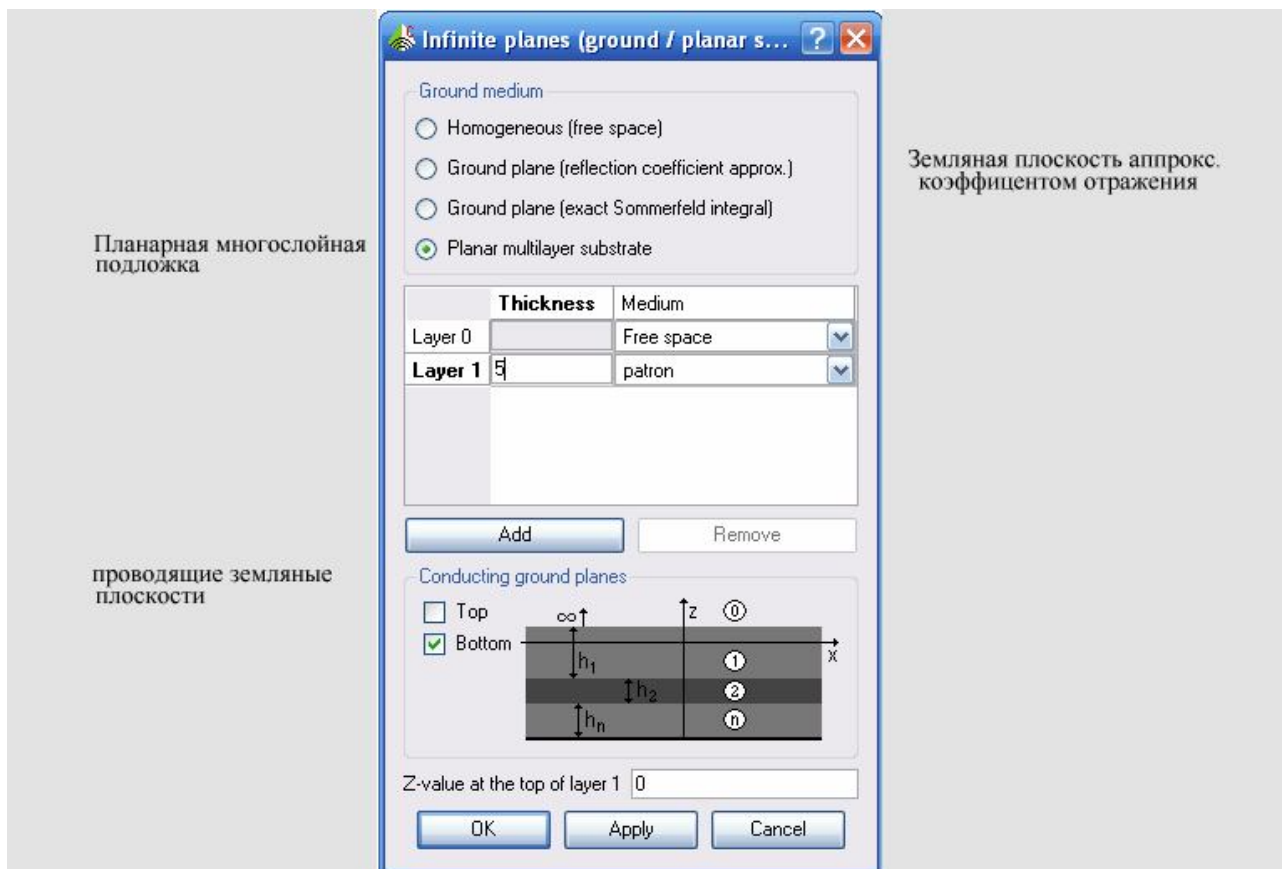 Infinite planes (ground / planar s...
Ground medium
Homogeneous (free space)
Ground plane (reflection coefficient approx.)
Ground plane (exact Sommerfeld integral)
Planar multilayer substrate
Земляная плоскость аппрокс.
коэффицентом отражения
Планарная многослойная
подложка
Thickness Medium
Layer 0 Free space
Layer 1 5 patron
Add Remove
проводящие земляные
плоскости
Conducting ground planes
Top
Bottom
∞ z 0
x
h1 1
h2 2
hn n
Z-value at the top of layer 1 0
OK Apply Cancel